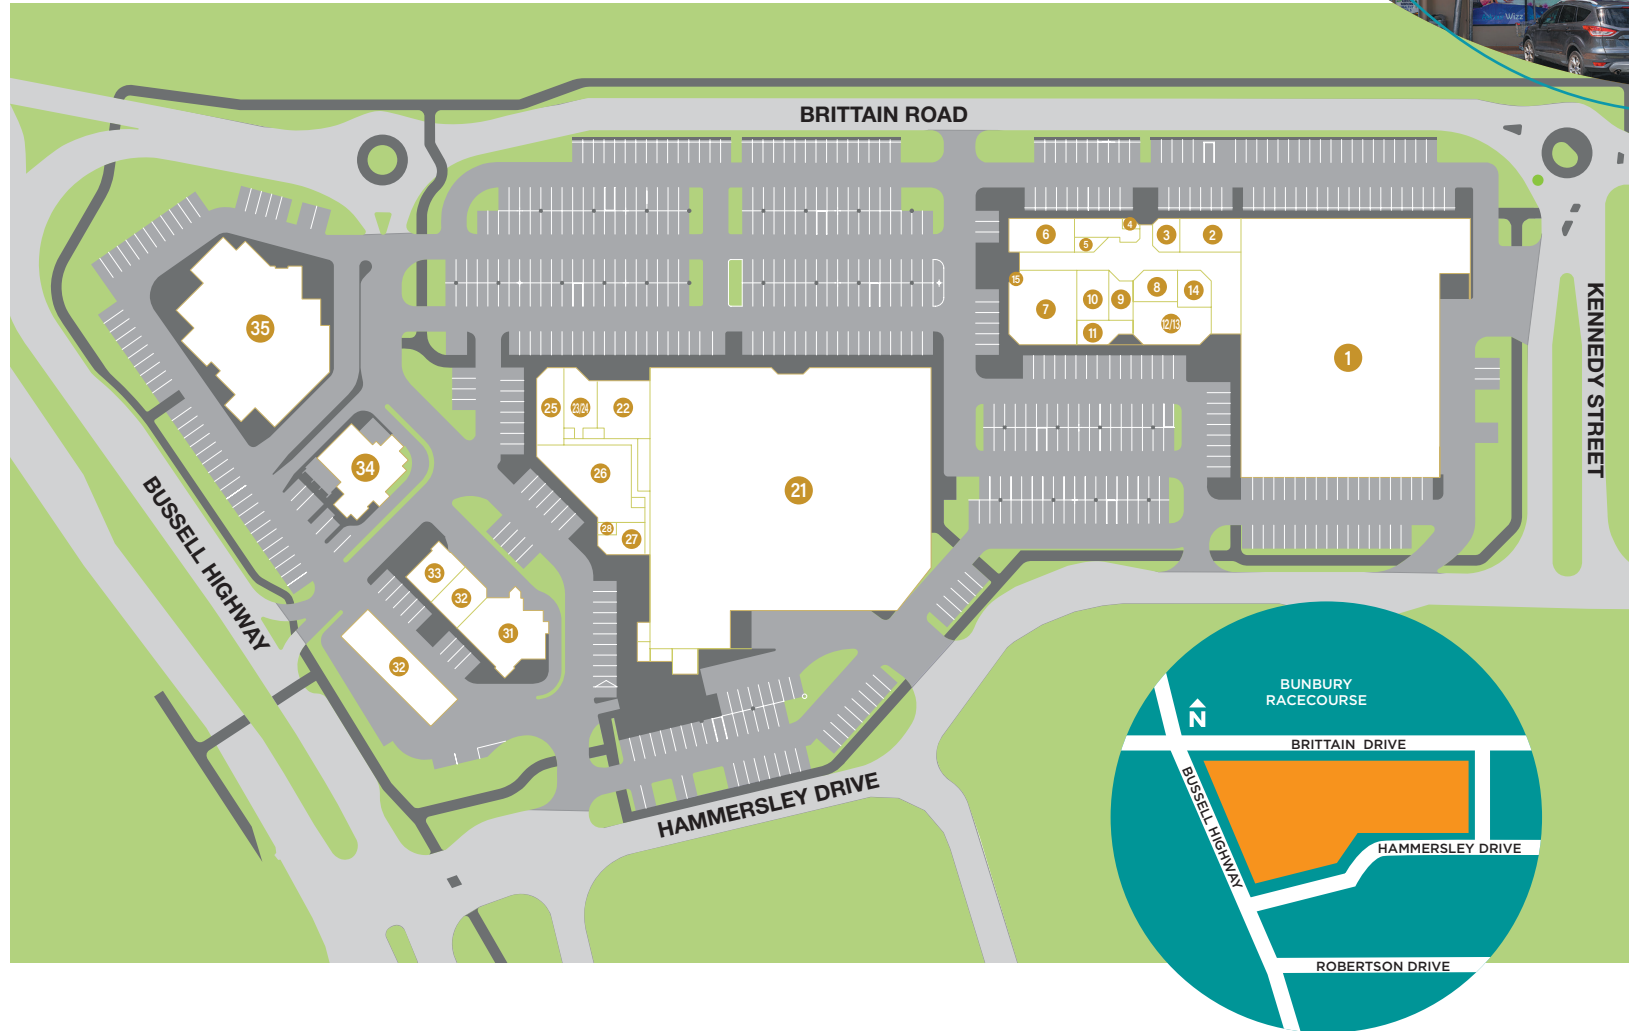 Wizz
BRITTAIN ROAD
KENNEDY STREET
BUSSELL HIGHWAY
HAMMERSLEY DRIVE
6
5
4
3
2
15
7
10
9
8
14
11
12/13
1
35
34
25
23/24
22
26
21
28
27
33
32
31
32
BUNBURY
RACECOURSE
N
BRITTAIN DRIVE
BUSSELL HIGHWAY
HAMMERSLEY DRIVE
ROBERTSON DRIVE